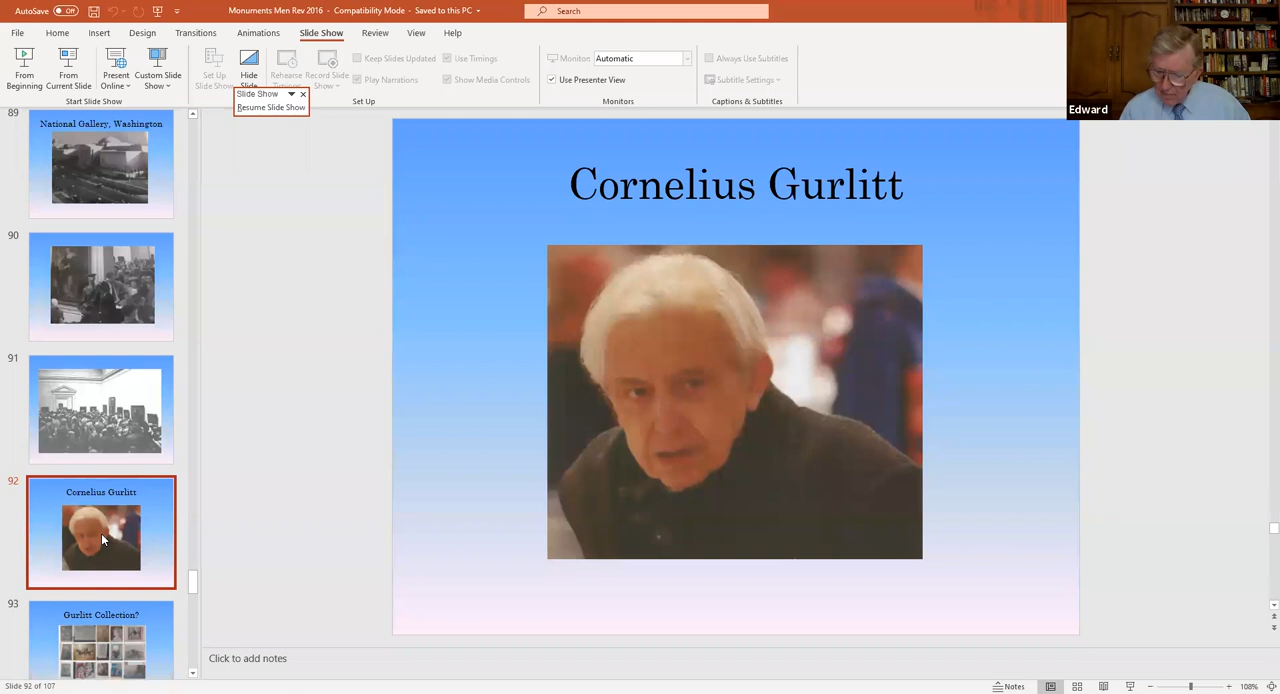 AutoSave Off
Monuments Men Rev 2016 - Compatibility Mode - Saved to this PC
Search
File Home Insert Design Transitions Animations Slide Show Review View Help
From Beginning
From Current Slide
Present Online
Custom Slide Show
Start Slide Show
Set Up Slide Show
Hide Slide
Rehearse Timings
Record Slide Show
Keep Slides Updated
Play Narrations
Use Timings
Show Media Controls
Set Up
Monitor: Automatic
Use Presenter View
Monitors
Always Use Subtitles
Subtitle Settings
Captions & Subtitles
Slide Show
Resume Slide Show
Edward
89
National Gallery, Washington
90
91
92
Cornelius Gurlitt
93
Gurlitt Collection?
Cornelius Gurlitt
Click to add notes
Slide 92 of 107
Notes
108%